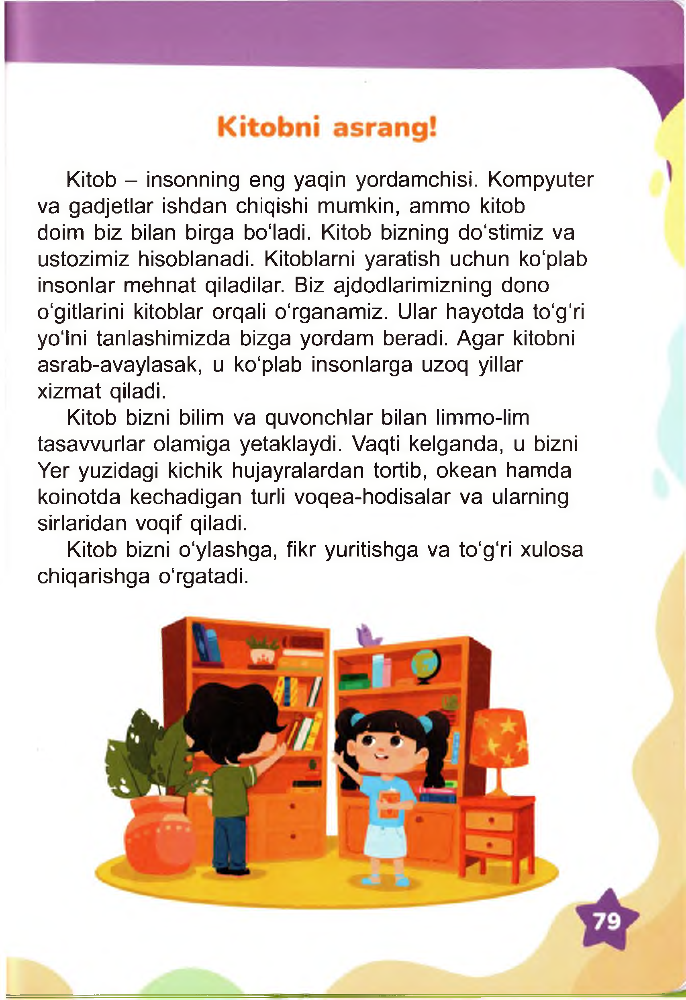 Kitobni asrang!
Kitob – insonning eng yaqin yordamchisi. Kompyuter
va gadjetlar ishdan chiqishi mumkin, ammo kitob
doim biz bilan birga bo‘ladi. Kitob bizning do‘stimiz va
ustozimiz hisoblanadi. Kitoblarni yaratish uchun ko‘plab
insonlar mehnat qiladilar. Biz ajdodlarimizning dono
o‘gitlarini kitoblar orqali o‘rganamiz. Ular hayotda to‘g‘ri
yo‘lni tanlashimizda bizga yordam beradi. Agar kitobni
asrab-avaylasak, u ko‘plab insonlarga uzoq yillar
xizmat qiladi.
Kitob bizni bilim va quvonchlar bilan limmo-lim
tasavvurlar olamiga yetaklaydi. Vaqti kelganda, u bizni
Yer yuzidagi kichik hujayralardan tortib, okean hamda
koinotda kechadigan turli voqea-hodisalar va ularning
sirlaridan voqif qiladi.
Kitob bizni o‘ylashga, fikr yuritishga va to‘g‘ri xulosa
chiqarishga o‘rgatadi.
79